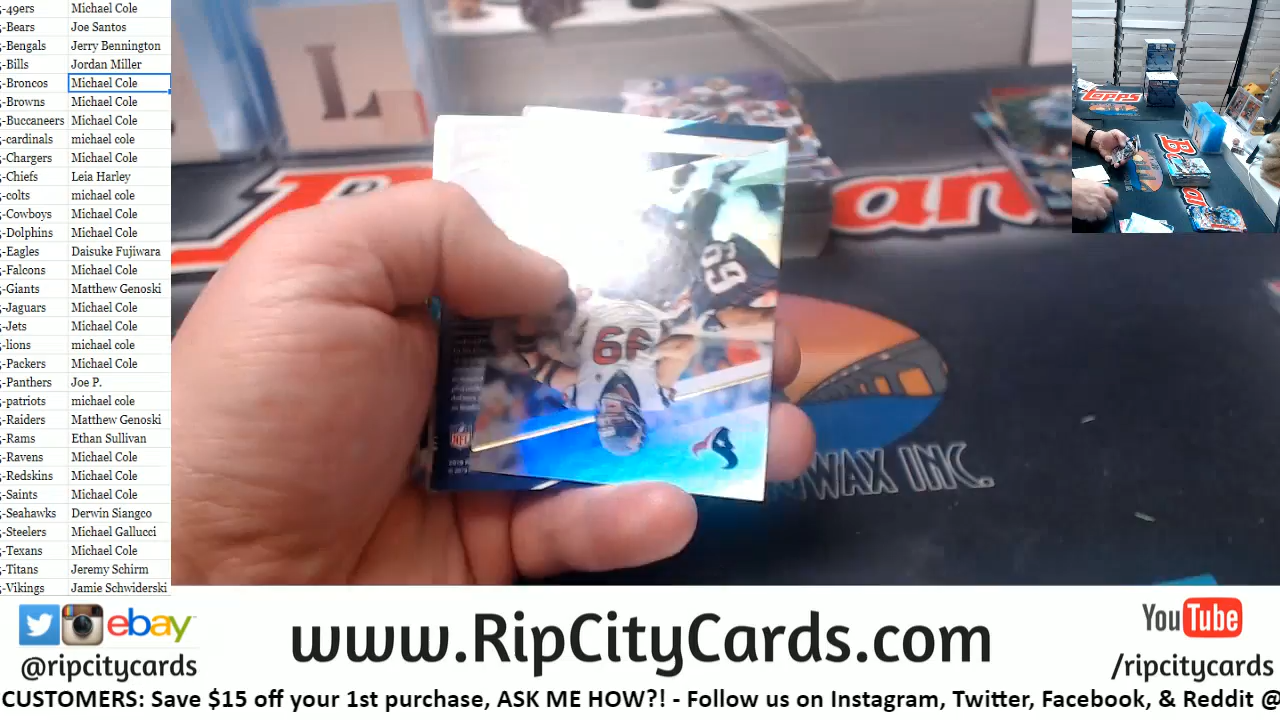 -49ers Michael Cole
-Bears Joe Santos
-Bengals Jerry Bennington
-Bills Jordan Miller
-Broncos Michael Cole
-Browns Michael Cole
-Buccaneers Michael Cole
-cardinals michael cole
-Chargers Michael Cole
-Chiefs Leia Harley
-colts michael cole
-Cowboys Michael Cole
-Dolphins Michael Cole
-Eagles Daisuke Fujiwara
-Falcons Michael Cole
-Giants Matthew Genoski
-Jaguars Michael Cole
-Jets Michael Cole
-lions michael cole
-Packers Michael Cole
-Panthers Joe P.
-patriots michael cole
-Raiders Matthew Genoski
-Rams Ethan Sullivan
-Ravens Michael Cole
-Redskins Michael Cole
-Saints Michael Cole
-Seahawks Derwin Siangco
-Steelers Michael Gallucci
-Texans Michael Cole
-Titans Jeremy Schirm
-Vikings Jamie Schwiderski
L
an
69
99
NFL
WAX INC.
Topps
ebay
@ripcitycards
www.RipCityCards.com
YouTube
/ripcitycards
CUSTOMERS: Save $15 off your 1st purchase, ASK ME HOW?! - Follow us on Instagram, Twitter, Facebook, & Reddit @